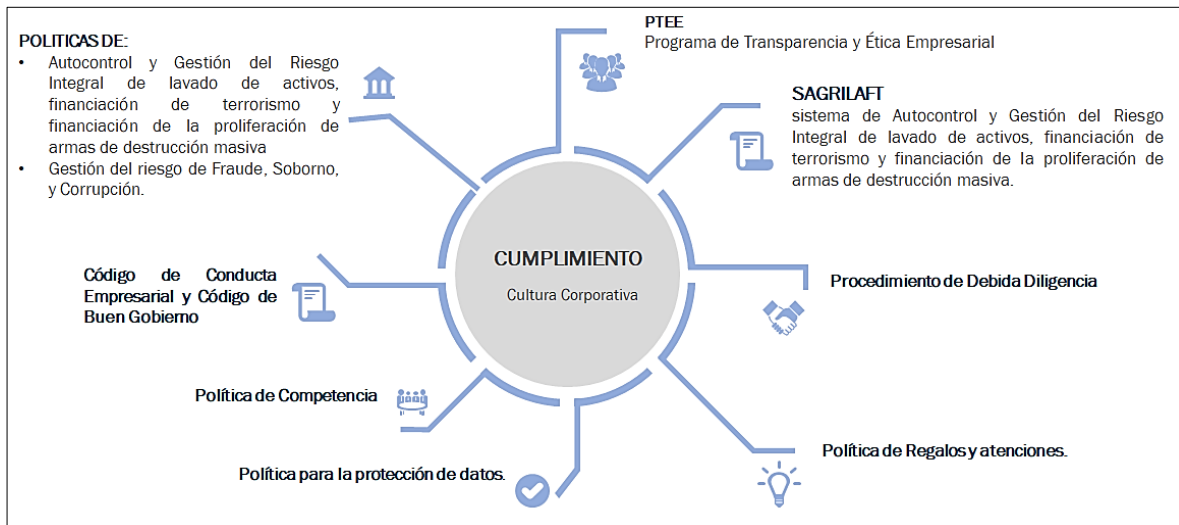 POLITICAS DE:
• Autocontrol y Gestión del Riesgo
Integral de lavado de activos,
financiación de terrorismo y
financiación de la proliferación de
armas de destrucción masiva
• Gestión del riesgo de Fraude, Soborno,
y Corrupción.
PTEE
Programa de Transparencia y Ética Empresarial
SAGRILAFT
sistema de Autocontrol y Gestión del Riesgo
Integral de lavado de activos, financiación de
terrorismo y financiación de la proliferación de
armas de destrucción masiva.
CUMPLIMIENTO
Cultura Corporativa
Código de Conducta
Empresarial y Código de
Buen Gobierno
Procedimiento de Debida Diligencia
Política de Competencia
Política de Regalos y atenciones.
Política para la protección de datos.